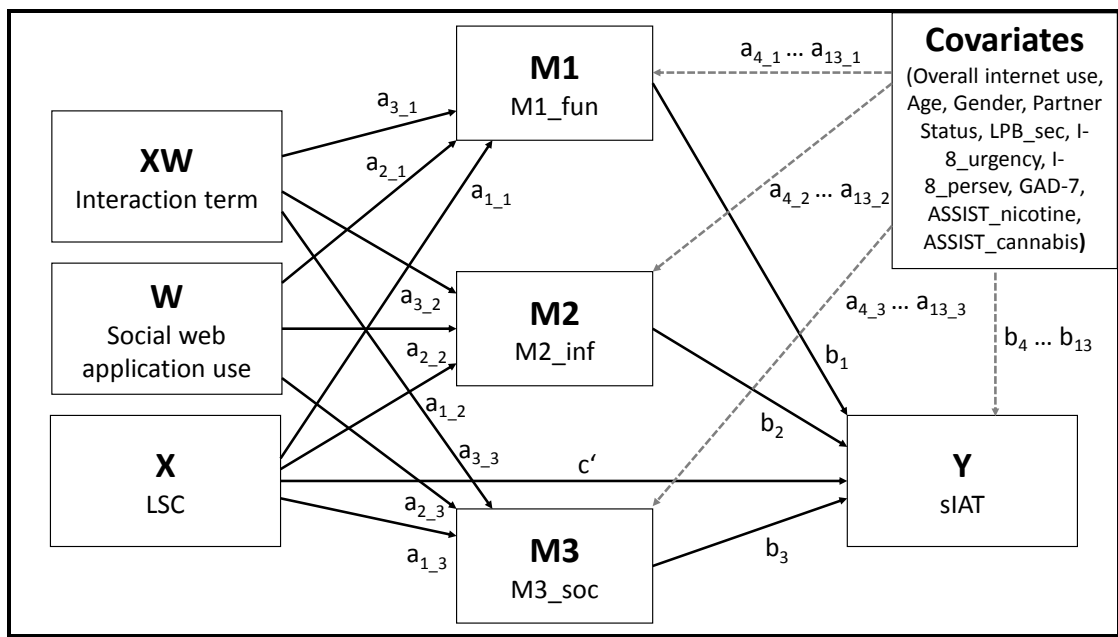 XW
Interaction term
W
Social web
application use
X
LSC
a3_1
a2_1
a1_1
a3_2
a2_2
a1_2
a3_3
a2_3
a1_3
M1
M1_fun
M2
M2_inf
M3
M3_soc
c‘
a4_1 ... a13_1
a4_2 ... a13_2
a4_3 ... a13_3
b4 ... b13
b1
b2
b3
Covariates
(Overall internet use,
Age, Gender, Partner
Status, LPB_sec, I-
8_urgency, I-
8_persev, GAD-7,
ASSIST_nicotine,
ASSIST_cannabis)
Y
sIAT